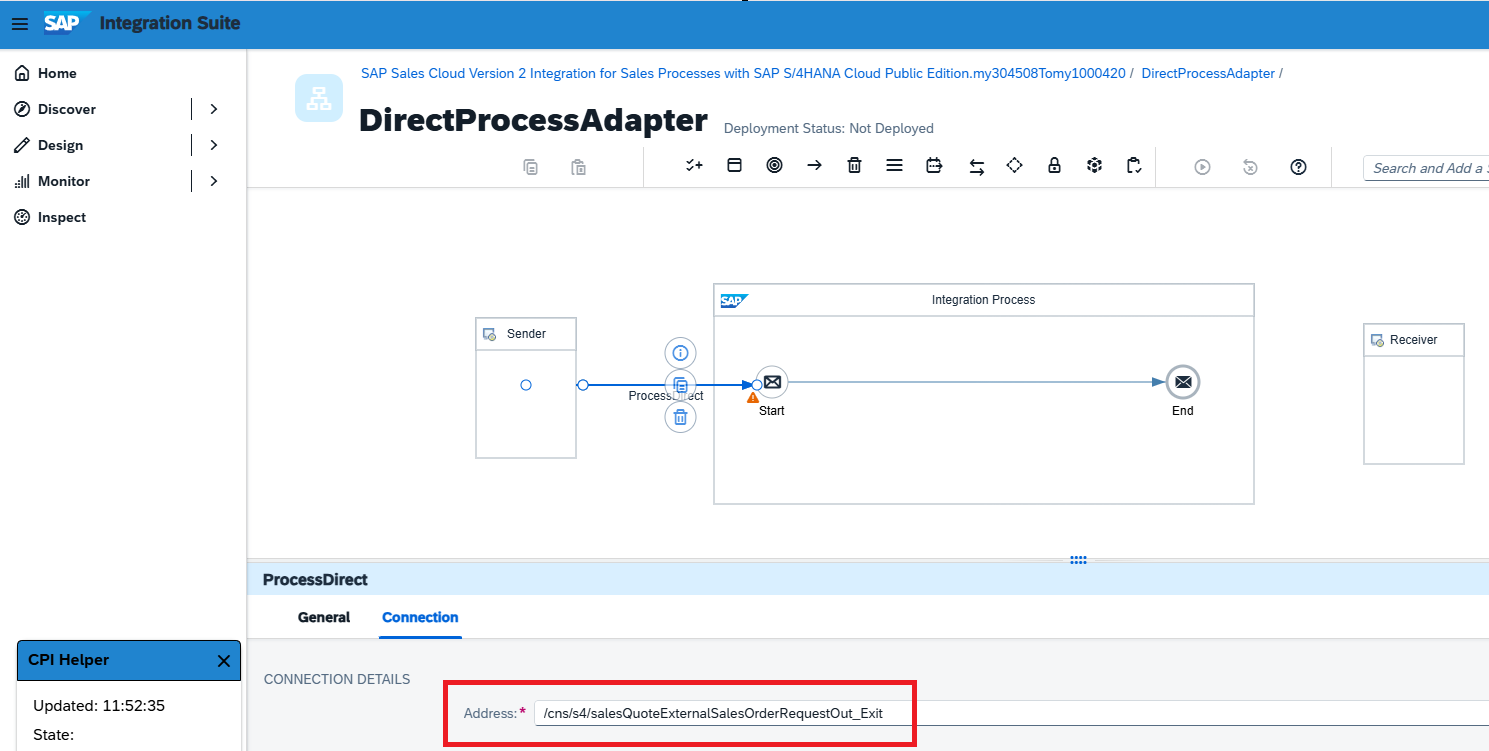 SAP Integration Suite
Home
Discover
Design
Monitor
Inspect
SAP Sales Cloud Version 2 Integration for Sales Processes with SAP S/4HANA Cloud Public Edition.my304508Tomy1000420 / DirectProcessAdapter /
DirectProcessAdapter
Deployment Status: Not Deployed
Search and Add a
SAP
Integration Process
Sender
Receiver
ProcessDirect
Start
End
ProcessDirect
General
Connection
CONNECTION DETAILS
Address:* /cns/s4/salesQuoteExternalSalesOrderRequestOut_Exit
CPI Helper
Updated: 11:52:35
State: